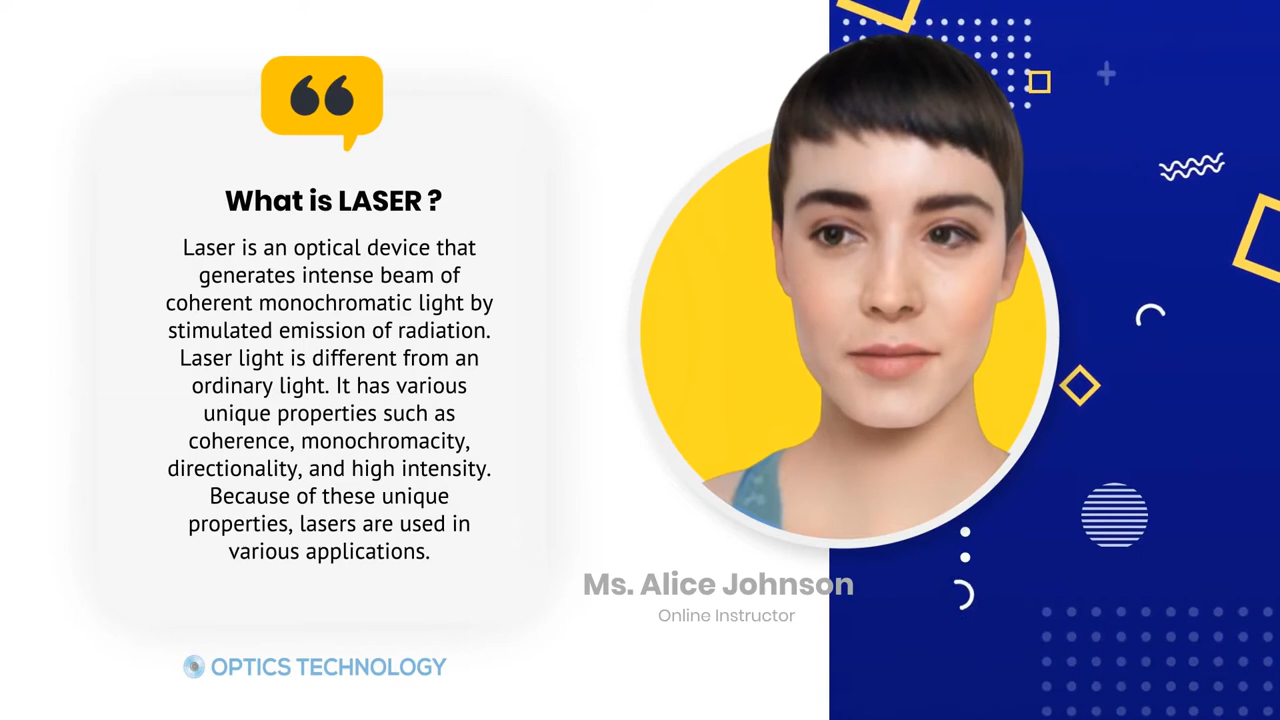 What is LASER ?
Laser is an optical device that
generates intense beam of
coherent monochromatic light by
stimulated emission of radiation.
Laser light is different from an
ordinary light. It has various
unique properties such as
coherence, monochromacity,
directionality, and high intensity.
Because of these unique
properties, lasers are used in
various applications.
Ms. Alice Johnson
Online Instructor
OPTICS TECHNOLOGY